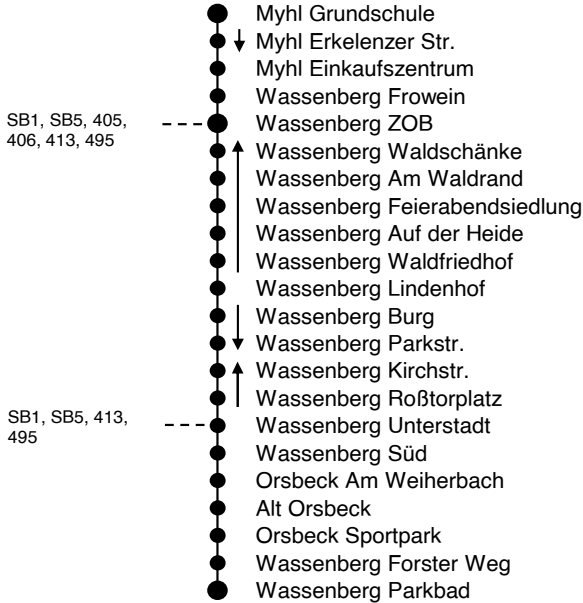 Myhl Grundschule
Myhl Erkelenzer Str.
Myhl Einkaufszentrum
Wassenberg Frowein
SB1, SB5, 405,
406, 413, 495
Wassenberg ZOB
Wassenberg Waldschänke
Wassenberg Am Waldrand
Wassenberg Feierabendsiedlung
Wassenberg Auf der Heide
Wassenberg Waldfriedhof
Wassenberg Lindenhof
Wassenberg Burg
Wassenberg Parkstr.
Wassenberg Kirchstr.
Wassenberg Roßtorplatz
SB1, SB5, 413,
495
Wassenberg Unterstadt
Wassenberg Süd
Orsbeck Am Weiherbach
Alt Orsbeck
Orsbeck Sportpark
Wassenberg Forster Weg
Wassenberg Parkbad